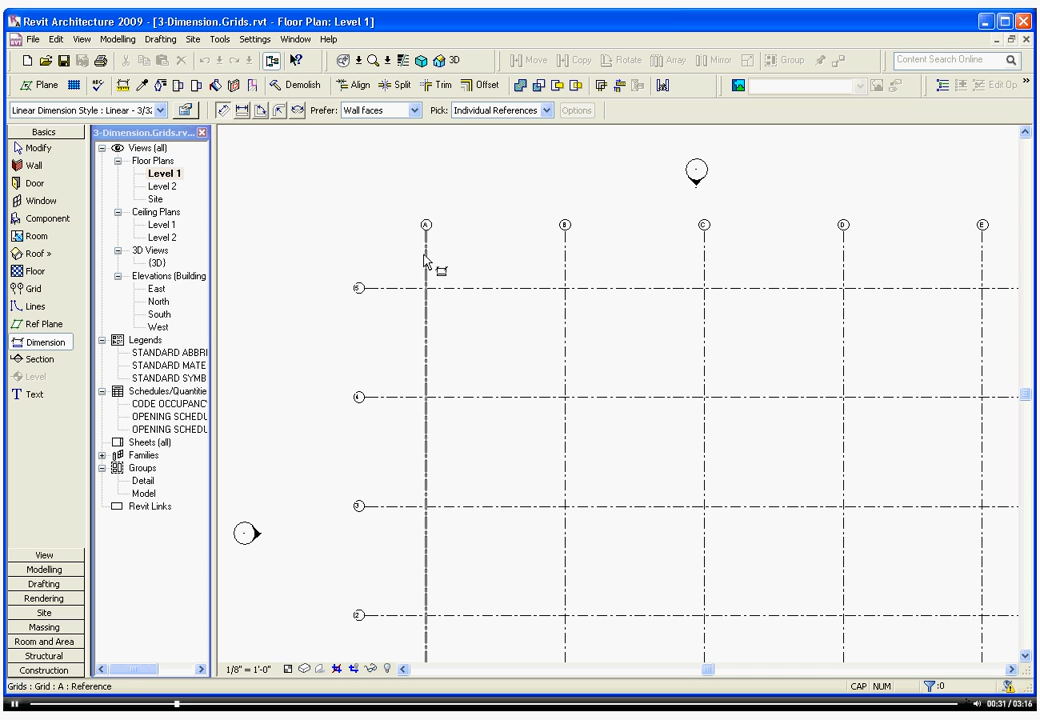 Revit Architecture 2009 - [3-Dimension.Grids.rvt - Floor Plan: Level 1]
File Edit View Modelling Drafting Site Tools Settings Window Help
3D Move Copy Rotate Array Mirror Group Content Search Online
Plane Demolish Align Split Trim Offset Edit Op
Linear Dimension Style : Linear - 3/32 Prefer: Wall faces Pick: Individual References Options
Basics
Modify
Wall
Door
Window
Component
Room
Roof »
Floor
Grid
Lines
Ref Plane
Dimension
Section
Level
Text
View
Modelling
Drafting
Rendering
Site
Massing
Room and Area
Structural
Construction
3-Dimension.Grids.rv...
Views (all)
Floor Plans
Level 1
Level 2
Site
Ceiling Plans
Level 1
Level 2
3D Views
{3D}
Elevations (Building
East
North
South
West
Legends
STANDARD ABBRI
STANDARD MATE
STANDARD SYMB
Schedules/Quantitie
CODE OCCUPANC
OPENING SCHEDU
OPENING SCHEDU
Sheets (all)
Families
Groups
Detail
Model
Revit Links
A B C D E
5
4
3
2
1/8" = 1'-0"
Grids : Grid : A : Reference CAP NUM :0
00:31 / 03:16